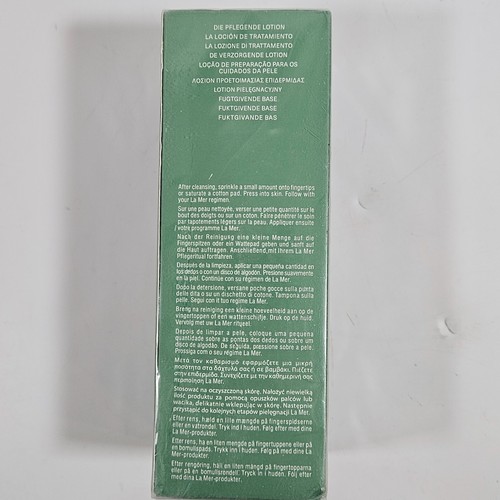 DIE PFLEGENDE LOTION
LA LOCIÓN DE TRATAMIENTO
LA LOZIONE DI TRATTAMENTO
DE VERZORGENDE LOTION
LOÇÃO DE PREPARAÇÃO PARA OS
CUIDADOS DA PELE
ΛΟΣΙΟΝ ΠΡΟΕΤΟΙΜΑΣΙΑΣ ΕΠΙΔΕΡΜΙΔΑΣ
LOTION PIELĘGNACYJNY
FUGTGIVENDE BASE
FUKTGIVENDE BASE
FUKTGIVANDE BAS
After cleansing, sprinkle a small amount onto fingertips
or saturate a cotton pad. Press into skin. Follow with
your La Mer regimen.
Sur une peau nettoyée, verser une petite quantité sur le
bout des doigts ou sur un coton. Faire pénétrer le soin
par tapotements légers sur la peau. Appliquer ensuite
votre programme La Mer.
Nach der Reinigung eine kleine Menge auf die
Fingerspitzen oder ein Wattepad geben und sanft auf
die Haut auftragen. Anschließend mit Ihrem La Mer
Pflegeritual fortfahren.
Después de la limpieza, aplicar una pequeña cantidad en
los dedos o con un disco de algodón. Presione suavemente
en la piel. Continúe con su régimen de La Mer.
Dopo la detersione, versane poche gocce sulla punta
delle dita o su un dischetto di cotone. Tampona sulla
pelle. Segui con il tuo regime La Mer.
Breng na reiniging een kleine hoeveelheid aan op de
vingertoppen of een wattenschijfje. Druk op de huid.
Vervolg met uw La Mer ritueel.
Depois de limpar a pele, coloque uma pequena
quantidade sobre as pontas dos dedos ou sobre um
disco de algodão. De seguida, pressione sobre a pele.
Prossiga com o seu régime La Mer.
Μετά τον καθαρισμό εφαρμόζετε μια μικρή
ποσότητα στα δάχτυλά σας ή σε βαμβάκι. Πιέζετε
στην επιδερμίδα. Συνεχίζετε με την καθημερινή σας
περιποίηση La Mer.
Stosować na oczyszczoną skórę. Nałożyć niewielką
ilość produktu za pomocą opuszków palców lub
wacika, delikatnie wklepując w skórę. Następnie
przystąpić do kolejnych etapów pielęgnacji La Mer.
Efter rens, hæld en lille mængde på fingerspidserne
eller en vatrondel. Tryk ind i huden. Følg efter med dine
La Mer-produkter.
Etter rens, ha en liten mengde på fingertuppene eller på
en bomullspads. Trykk inn i huden. Følg på med dine La
Mer-produkter.
Efter rengöring, häll en liten mängd på fingertopparna
eller på en bomullsrondell. Tryck in i huden. Följ efter
med dina La Mer-produkter.